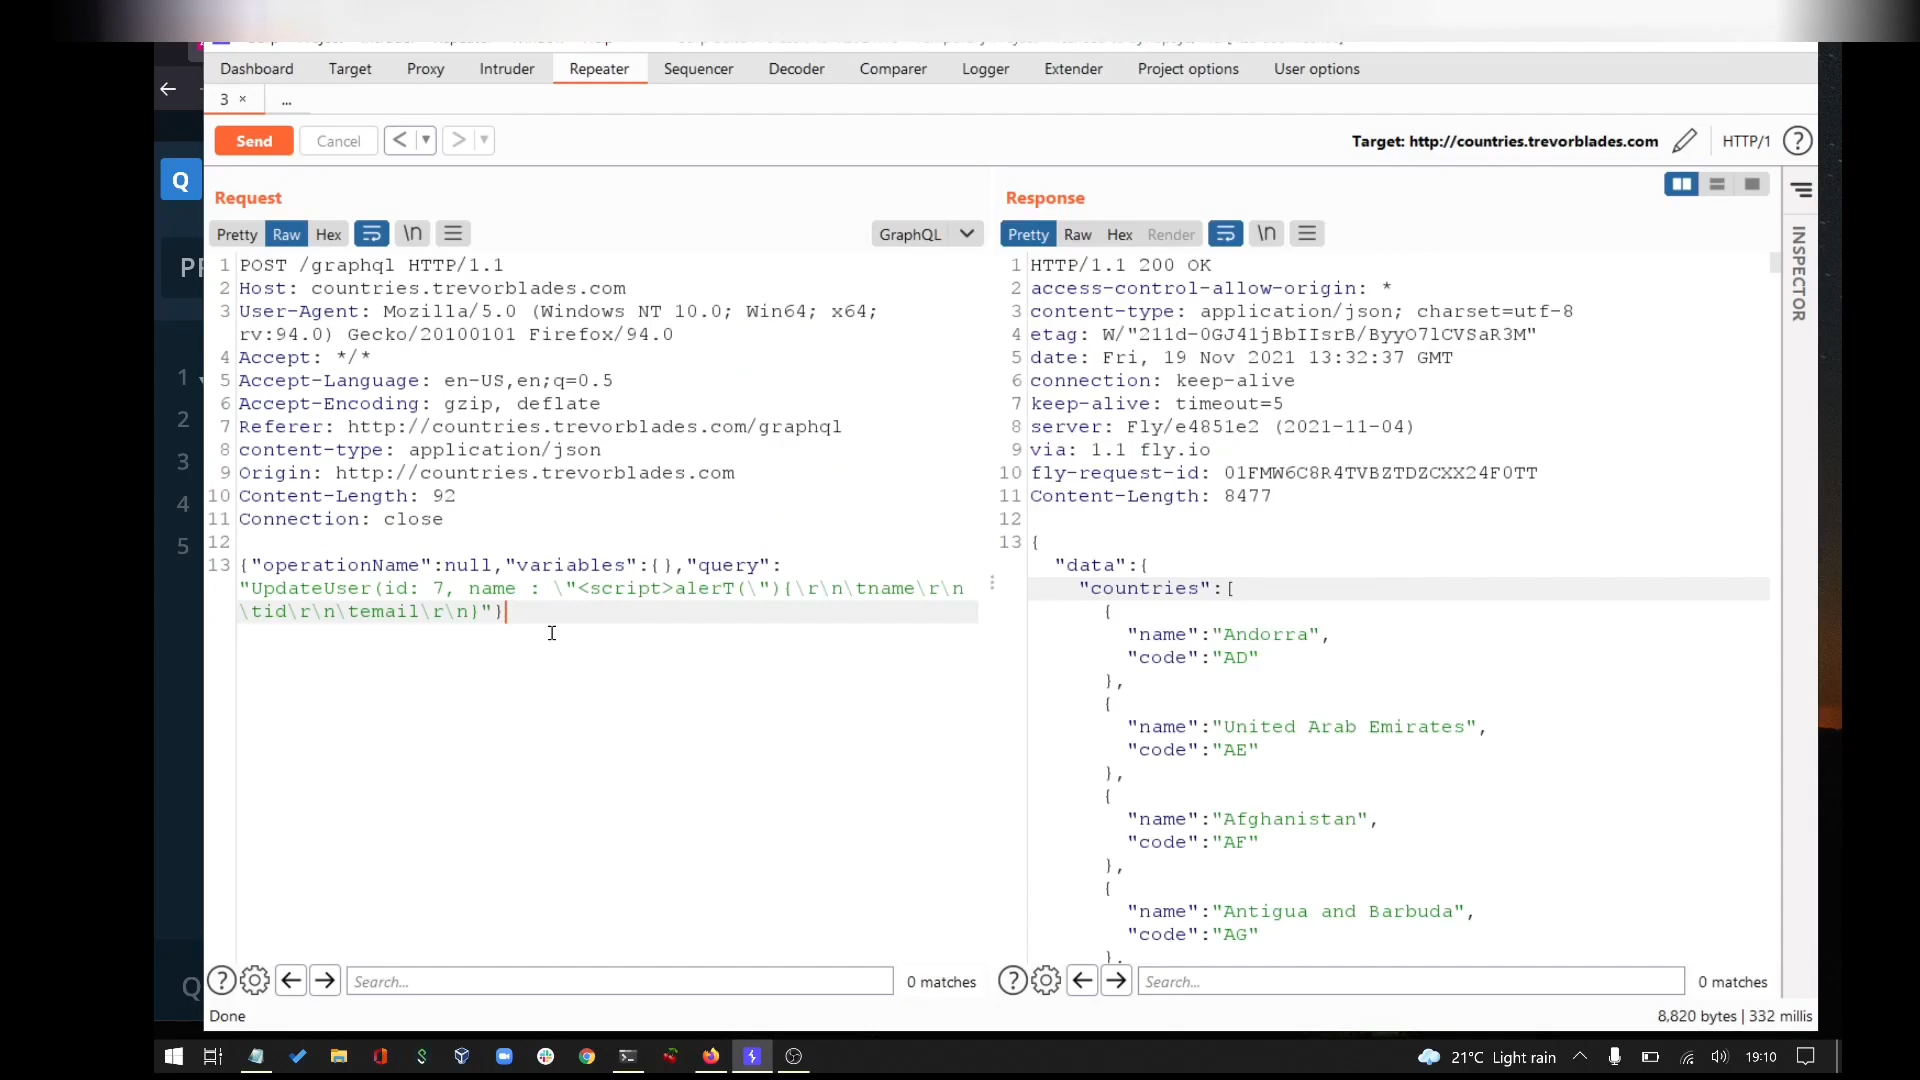 Dashboard Target Proxy Intruder Repeater Sequencer Decoder Comparer Logger Extender Project options User options
3 × ...
Send Cancel < ▼ > ▼ Target: http://countries.trevorblades.com HTTP/1 ?
Q
Request
Pretty Raw Hex \n GraphQL
1 POST /graphql HTTP/1.1
2 Host: countries.trevorblades.com
3 User-Agent: Mozilla/5.0 (Windows NT 10.0; Win64; x64;
rv:94.0) Gecko/20100101 Firefox/94.0
4 Accept: */*
5 Accept-Language: en-US,en;q=0.5
6 Accept-Encoding: gzip, deflate
7 Referer: http://countries.trevorblades.com/graphql
8 content-type: application/json
9 Origin: http://countries.trevorblades.com
10 Content-Length: 92
11 Connection: close
12
13 {"operationName":null,"variables":{},"query":
"UpdateUser(id: 7, name : \"<script>alerT(\"){\r\n\tname\r\n
\tid\r\n\temail\r\n}"}
Response
Pretty Raw Hex Render \n
1 HTTP/1.1 200 OK
2 access-control-allow-origin: *
3 content-type: application/json; charset=utf-8
4 etag: W/"211d-0GJ41jBbIIsrB/ByyO7lCVSaR3M"
5 date: Fri, 19 Nov 2021 13:32:37 GMT
6 connection: keep-alive
7 keep-alive: timeout=5
8 server: Fly/e4851e2 (2021-11-04)
9 via: 1.1 fly.io
10 fly-request-id: 01FMW6C8R4TVBZTDZCXX24F0TT
11 Content-Length: 8477
12
13 {
"data":{
"countries":[
{
"name":"Andorra",
"code":"AD"
},
{
"name":"United Arab Emirates",
"code":"AE"
},
{
"name":"Afghanistan",
"code":"AF"
},
{
"name":"Antigua and Barbuda",
"code":"AG"
},
INSPECTOR
1
2
3
4
5
? Search... 0 matches
? Search... 0 matches
Done 8,820 bytes | 332 millis
21°C Light rain 19:10